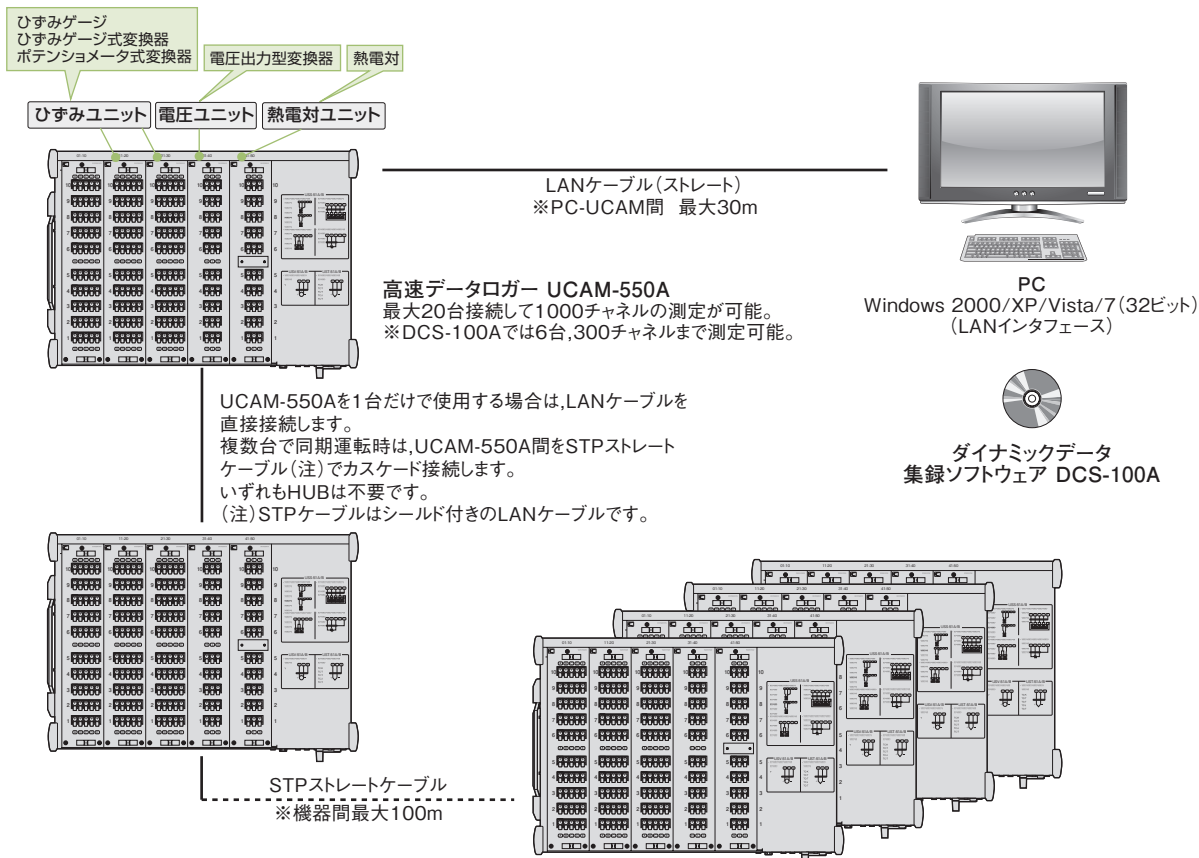 ひずみゲージ
ひずみゲージ式変換器
ポテンショメータ式変換器
電圧出力型変換器
熱電対
ひずみユニット
電圧ユニット
熱電対ユニット
LANケーブル(ストレート)
※PC-UCAM間 最大30m
高速データロガー UCAM-550A
最大20台接続して1000チャネルの測定が可能。
※DCS-100Aでは6台,300チャネルまで測定可能。
PC
Windows 2000/XP/Vista/7(32ビット)
(LANインタフェース)
ダイナミックデータ
集録ソフトウェア DCS-100A
UCAM-550Aを1台だけで使用する場合は,LANケーブルを
直接接続します。
複数台で同期運転時は,UCAM-550A間をSTPストレート
ケーブル(注)でカスケード接続します。
いずれもHUBは不要です。
(注)STPケーブルはシールド付きのLANケーブルです。
STPストレートケーブル
※機器間最大100m